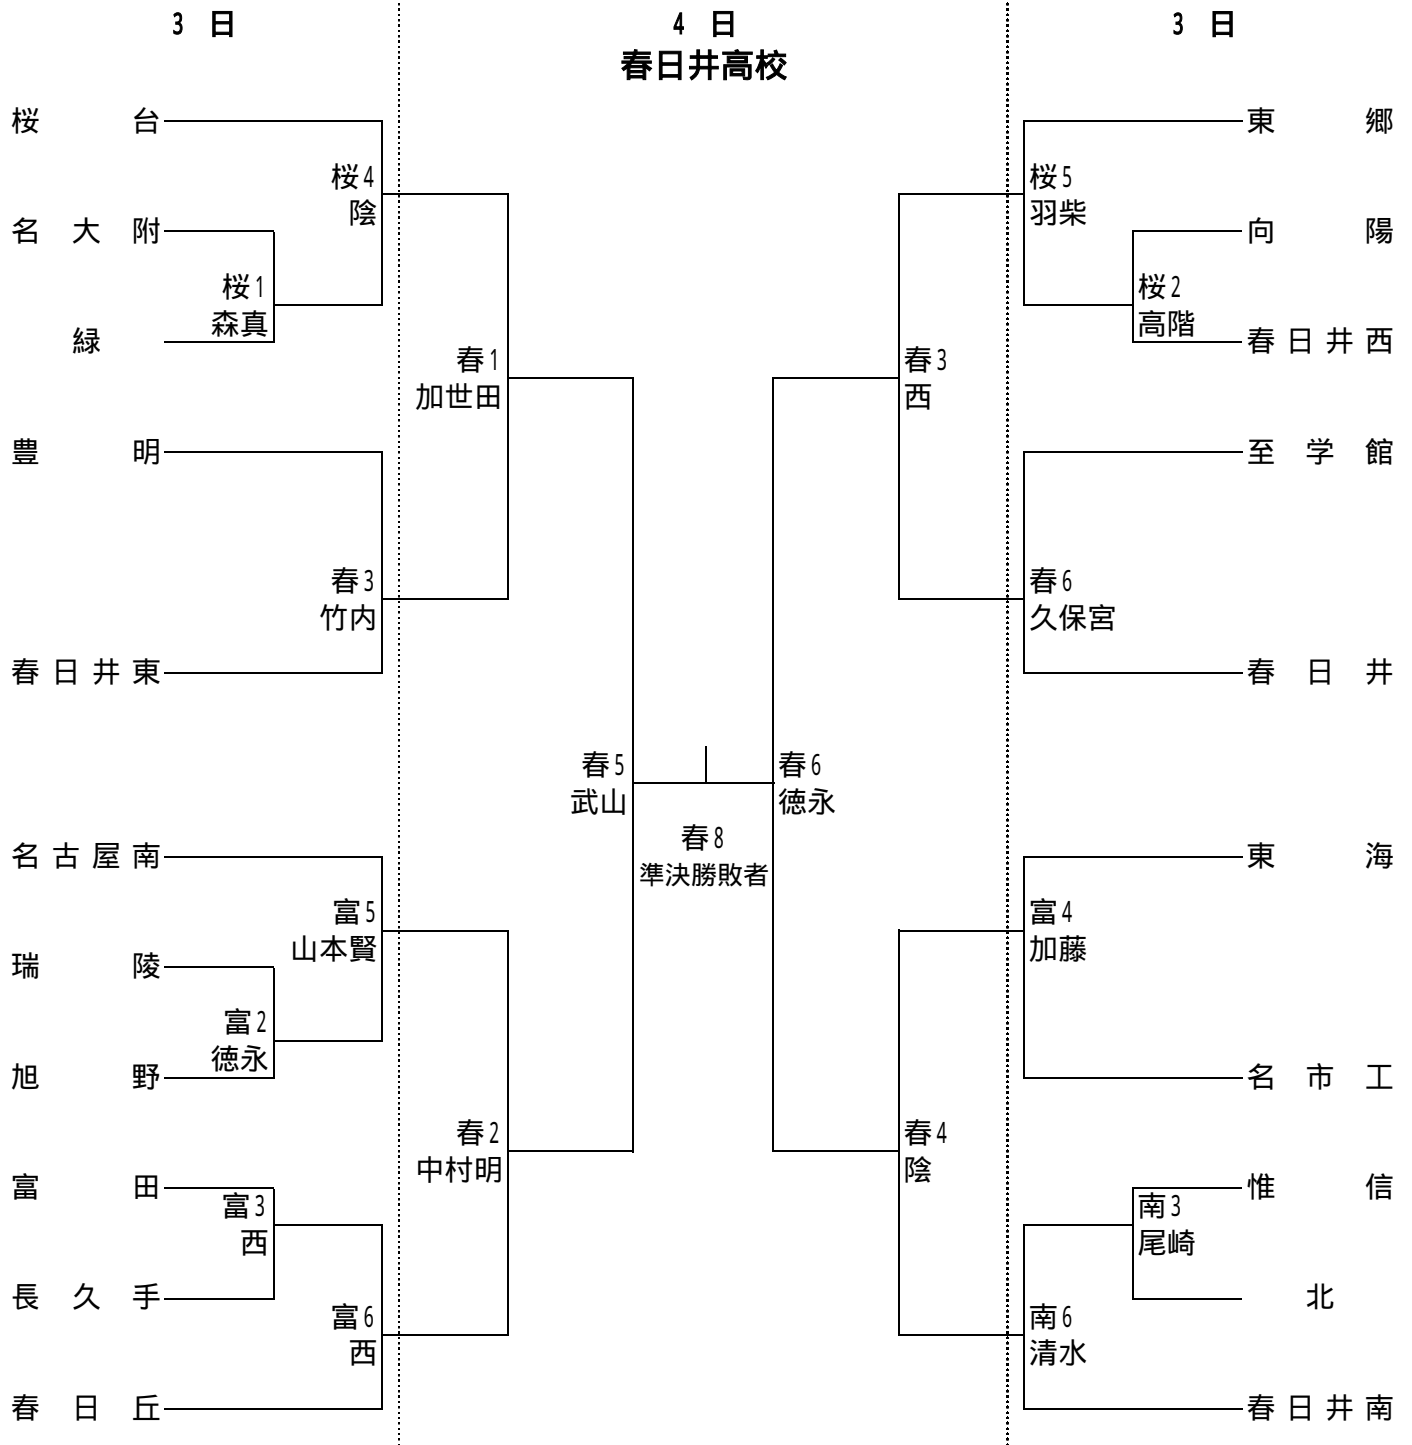 3 日 4 日 3 日
春日井高校
桜台 東郷
桜4 桜5
陰 羽柴
名大附 向陽
桜1 桜2
森真 高階
緑 春日井西
春1 春3
加世田 西
豊明 至学館
春3 春6
竹内 久保宮
春日井東 春日井
春5 春6
武山 徳永
春8
準決勝敗者
名古屋南 東海
富5 富4
山本賢 加藤
瑞陵
富2
徳永
旭野 名市工
春2 春4
中村明 陰
富田 惟信
富3 南3
西 尾崎
長久手 北
富6 南6
西 清水
春日丘 春日井南